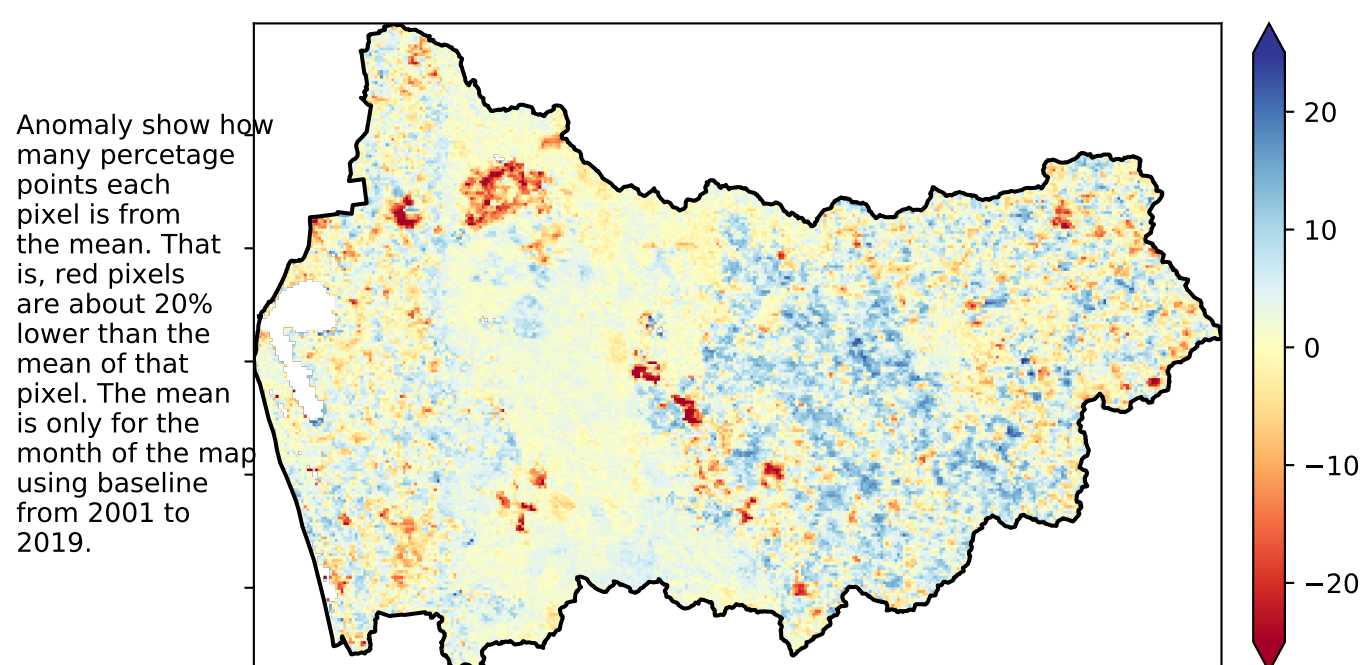 Anomaly show how
many percetage
points each
pixel is from
the mean. That
is, red pixels
are about 20%
lower than the
mean of that
pixel. The mean
is only for the
month of the map
using baseline
from 2001 to
2019.
20
10
0
−10
−20